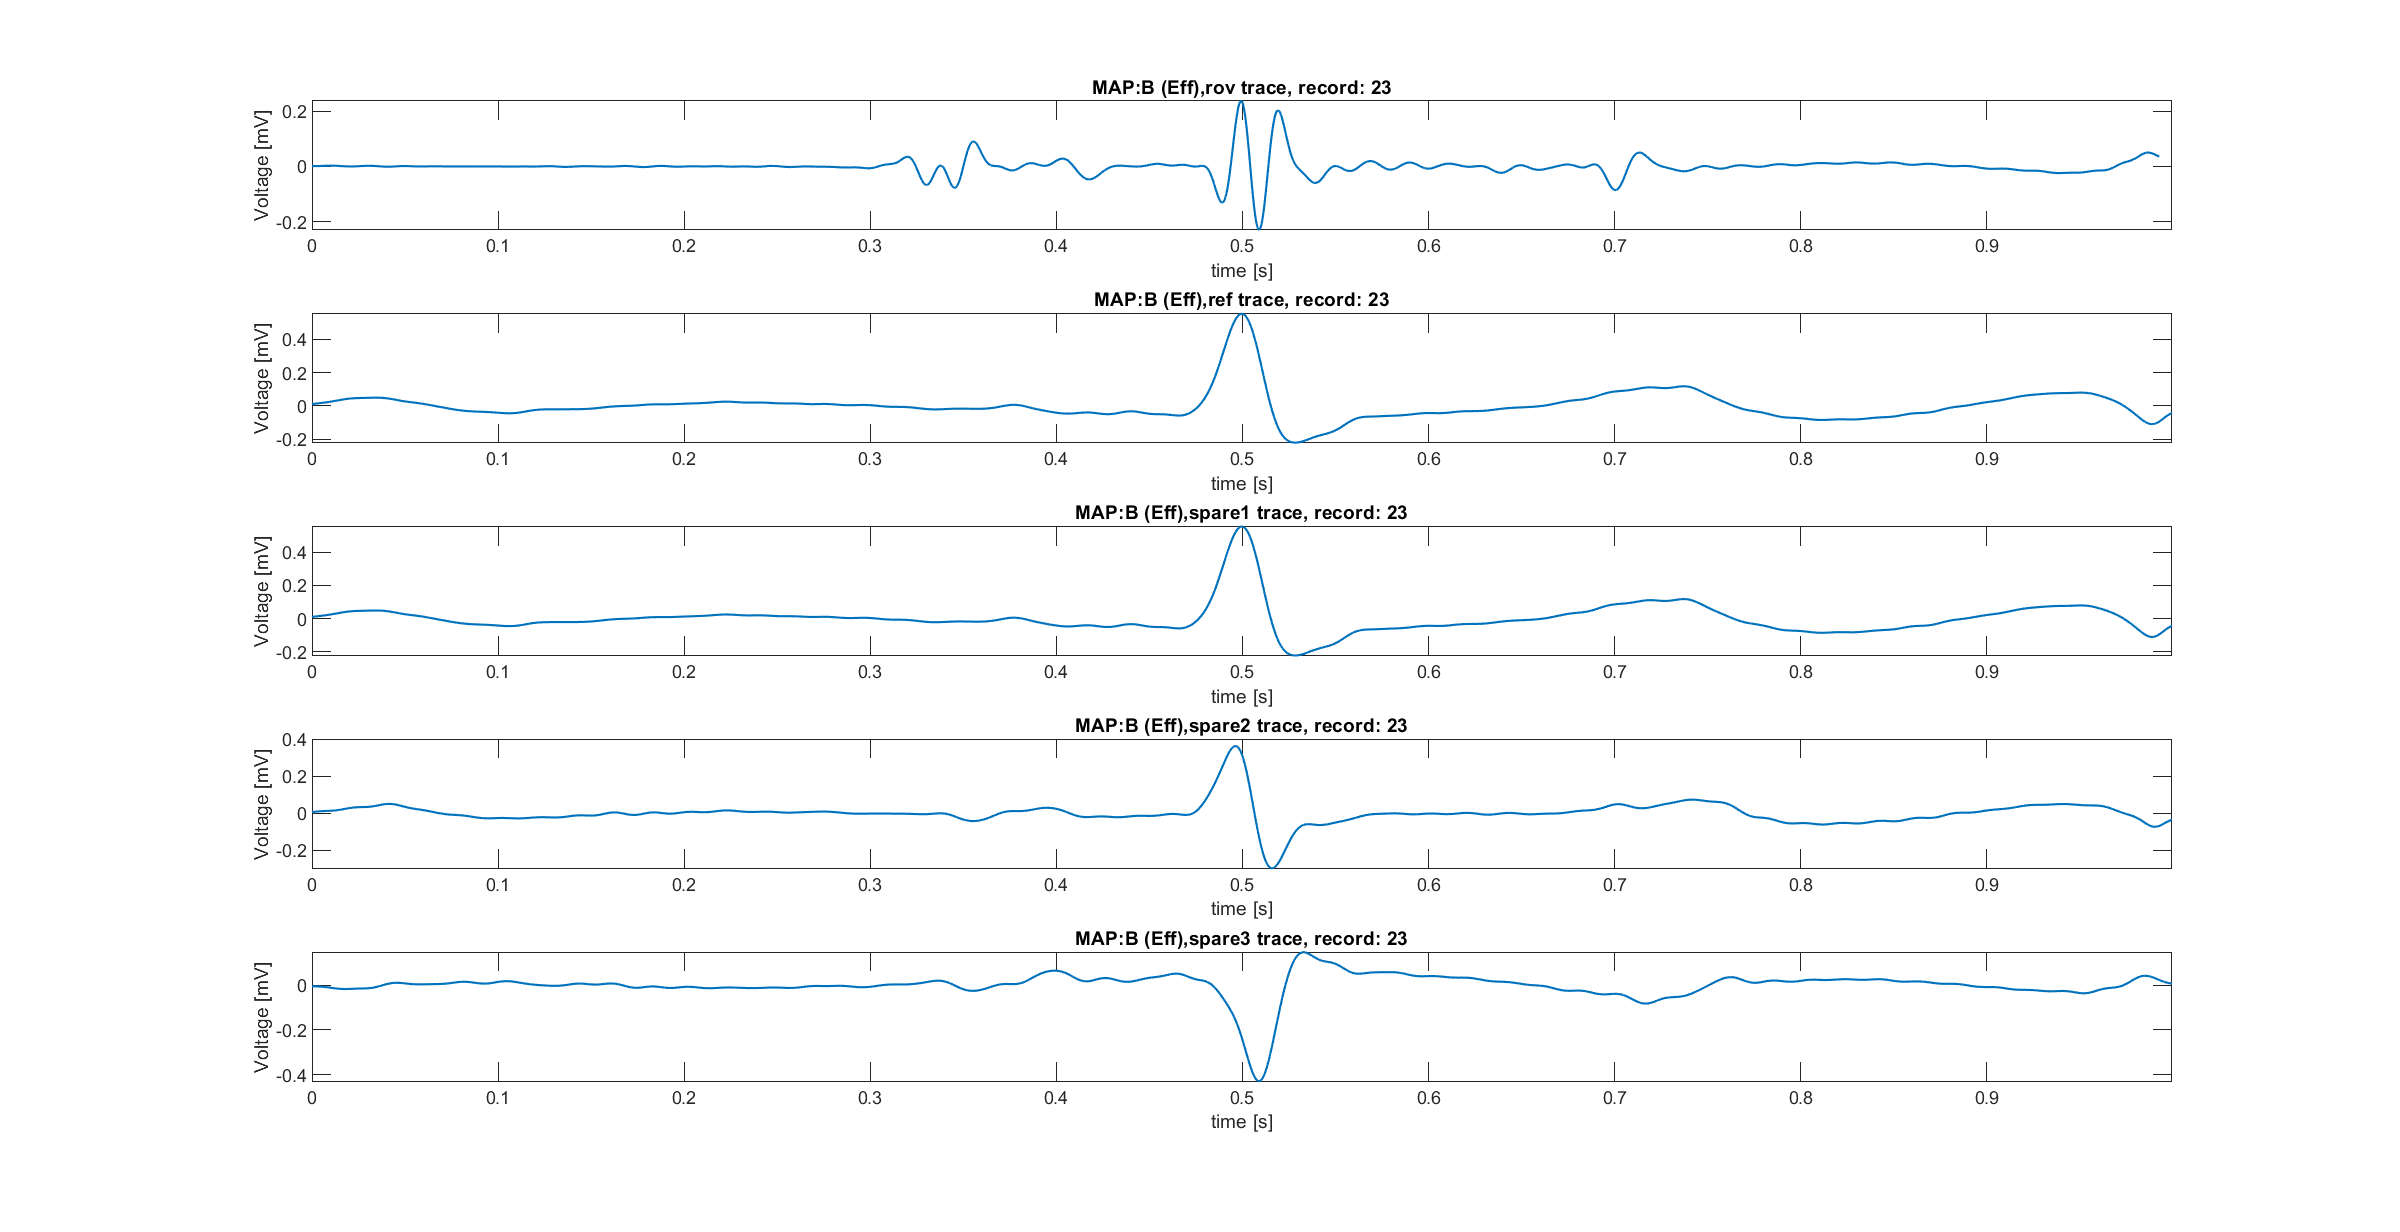 MAP:B (Eff),rov trace, record: 23
Voltage [mV]
0.2
0
-0.2
0 0.1 0.2 0.3 0.4 0.5 0.6 0.7 0.8 0.9
time [s]
MAP:B (Eff),ref trace, record: 23
Voltage [mV]
0.4
0.2
0
-0.2
0 0.1 0.2 0.3 0.4 0.5 0.6 0.7 0.8 0.9
time [s]
MAP:B (Eff),spare1 trace, record: 23
Voltage [mV]
0.4
0.2
0
-0.2
0 0.1 0.2 0.3 0.4 0.5 0.6 0.7 0.8 0.9
time [s]
MAP:B (Eff),spare2 trace, record: 23
Voltage [mV]
0.4
0.2
0
-0.2
0 0.1 0.2 0.3 0.4 0.5 0.6 0.7 0.8 0.9
time [s]
MAP:B (Eff),spare3 trace, record: 23
Voltage [mV]
0
-0.2
-0.4
0 0.1 0.2 0.3 0.4 0.5 0.6 0.7 0.8 0.9
time [s]